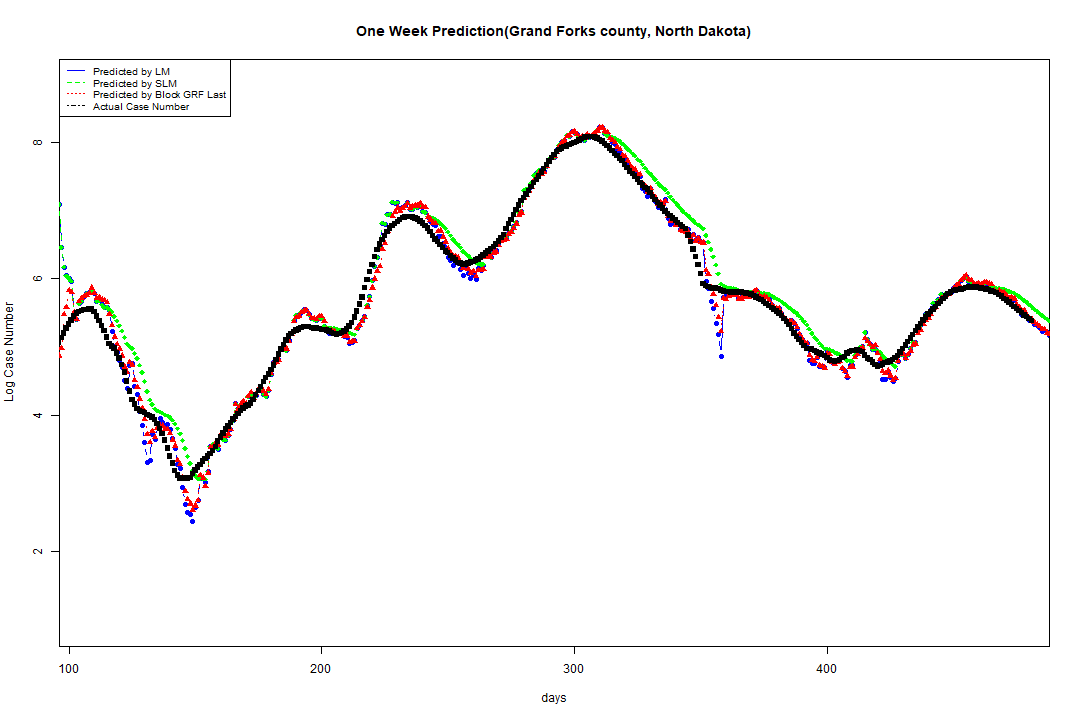 One Week Prediction(Grand Forks county, North Dakota)
Predicted by LM
Predicted by SLM
Predicted by Block GRF Last
Actual Case Number
Log Case Number
8
6
4
2
100 200 300 400
days